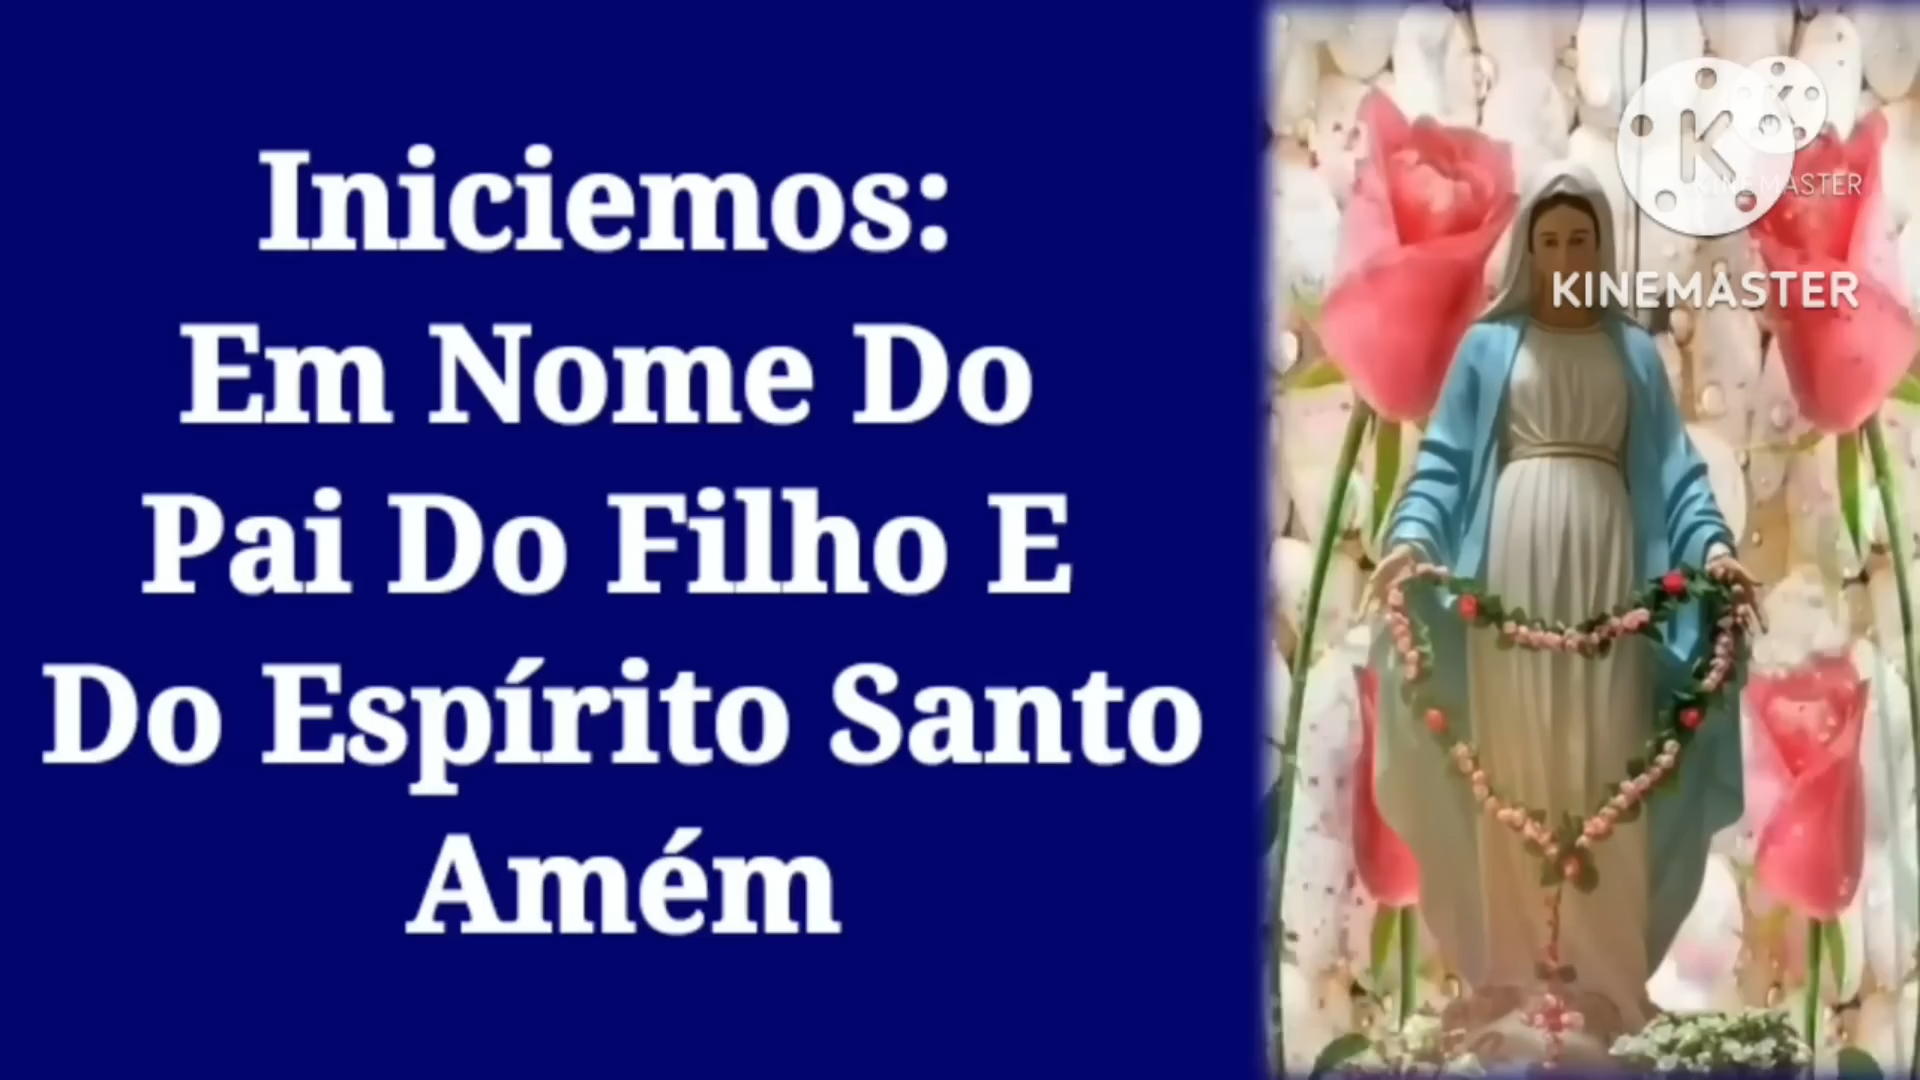 Iniciemos:
Em Nome Do
Pai Do Filho E
Do Espírito Santo
Amém
K
K
KINEMASTER
KINEMASTER